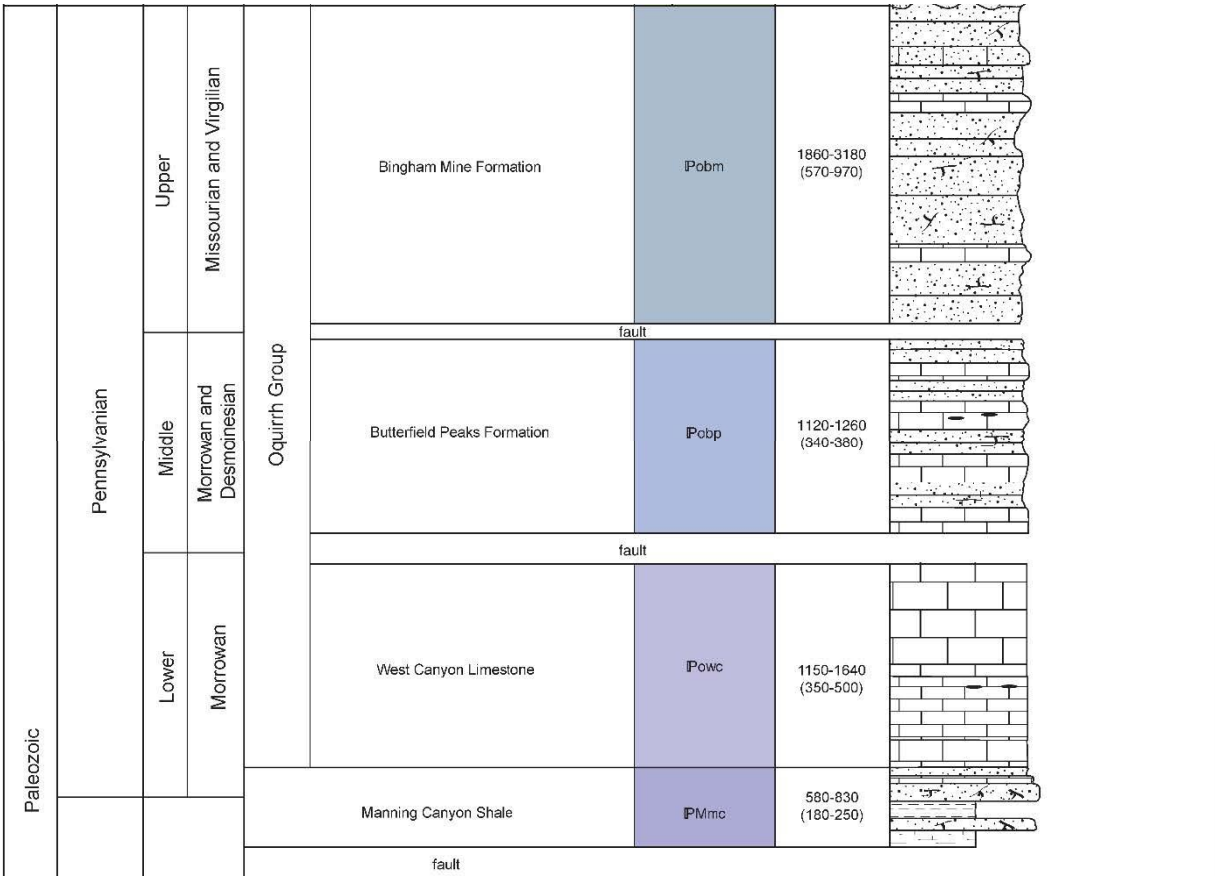 Paleozoic
Pennsylvanian
Upper
Missourian and Virgilian
Oquirrh Group
Bingham Mine Formation
ℙobm
1860-3180
(570-970)
fault
Middle
Morrowan and
Desmoinesian
Butterfield Peaks Formation
ℙobp
1120-1260
(340-380)
fault
Lower
Morrowan
West Canyon Limestone
ℙowc
1150-1640
(350-500)
Manning Canyon Shale
ℙMmc
580-830
(180-250)
fault